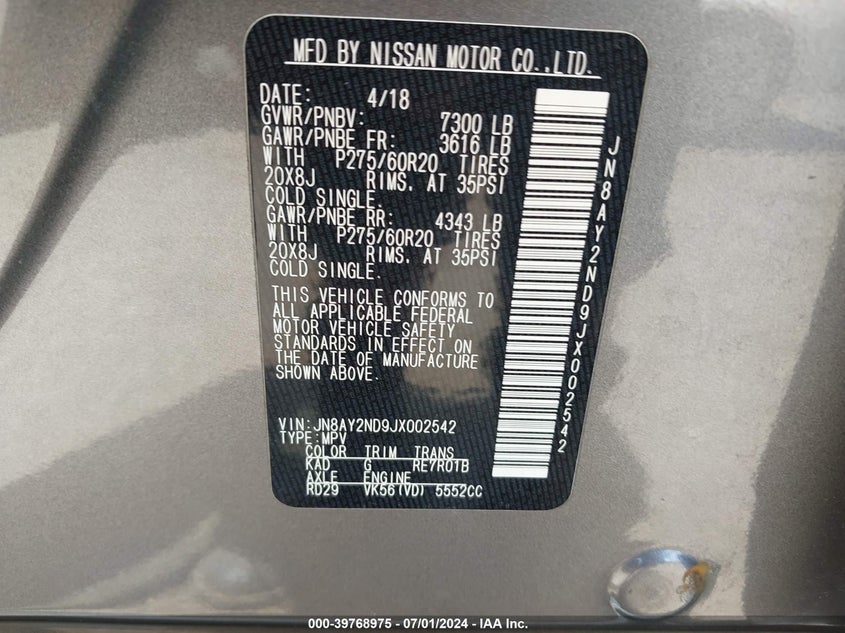 MFD BY NISSAN MOTOR CO.,LTD.
DATE: 4/18
GVWR/PNBV: 7300 LB
GAWR/PNBE FR: 3616 LB
WITH P275/60R20 TIRES
20X8J RIMS. AT 35PSI
COLD SINGLE.
GAWR/PNBE RR: 4343 LB
WITH P275/60R20 TIRES
20X8J RIMS. AT 35PSI
COLD SINGLE.
THIS VEHICLE CONFORMS TO
ALL APPLICABLE FEDERAL
MOTOR VEHICLE SAFETY
STANDARDS IN EFFECT ON
THE DATE OF MANUFACTURE
SHOWN ABOVE.
VIN:JN8AY2ND9JX002542
TYPE:MPV
COLOR TRIM TRANS
KAD G RE7R01B
AXLE ENGINE
RD29 VK56(VD) 5552CC
JN8AY2ND9JX002542
000-39768975 - 07/01/2024 - IAA Inc.